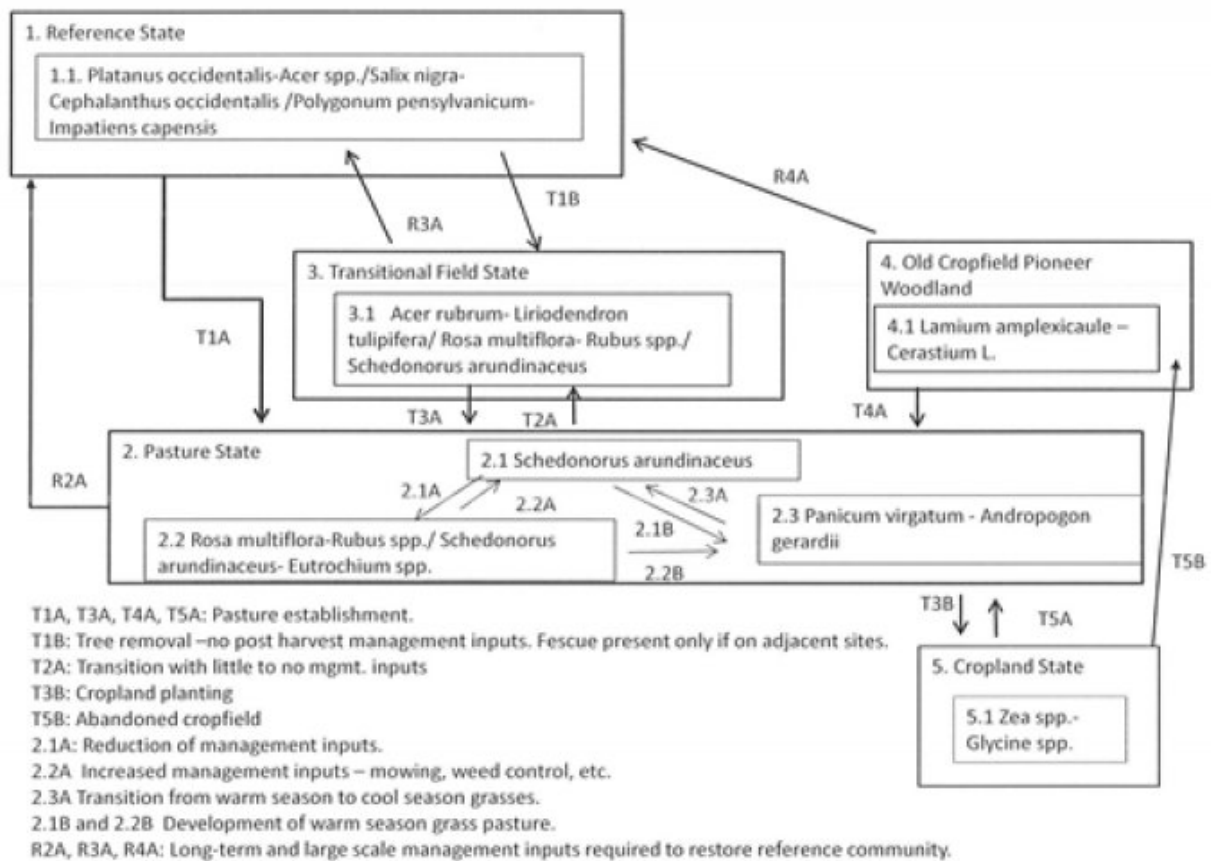 1. Reference State
1.1. Platanus occidentalis-Acer spp./Salix nigra-
Cephalanthus occidentalis /Polygonum pensylvanicum-
Impatiens capensis
R4A
T1B
R3A
3. Transitional Field State
3.1 Acer rubrum- Liriodendron
tulipifera/ Rosa multiflora- Rubus spp./
Schedonorus arundinaceus
4. Old Cropfield Pioneer
Woodland
4.1 Lamium amplexicaule –
Cerastium L.
T1A
T3A
T2A
T4A
2. Pasture State
2.1 Schedonorus arundinaceus
R2A
2.1A
2.2A
2.3A
2.1B
2.2 Rosa multiflora-Rubus spp./ Schedonorus
arundinaceus- Eutrochium spp.
2.3 Panicum virgatum - Andropogon
gerardii
2.2B
T5B
T3B
T5A
5. Cropland State
5.1 Zea spp.-
Glycine spp.
T1A, T3A, T4A, T5A: Pasture establishment.
T1B: Tree removal –no post harvest management inputs. Fescue present only if on adjacent sites.
T2A: Transition with little to no mgmt. inputs
T3B: Cropland planting
T5B: Abandoned cropfield
2.1A: Reduction of management inputs.
2.2A Increased management inputs – mowing, weed control, etc.
2.3A Transition from warm season to cool season grasses.
2.1B and 2.2B Development of warm season grass pasture.
R2A, R3A, R4A: Long-term and large scale management inputs required to restore reference community.